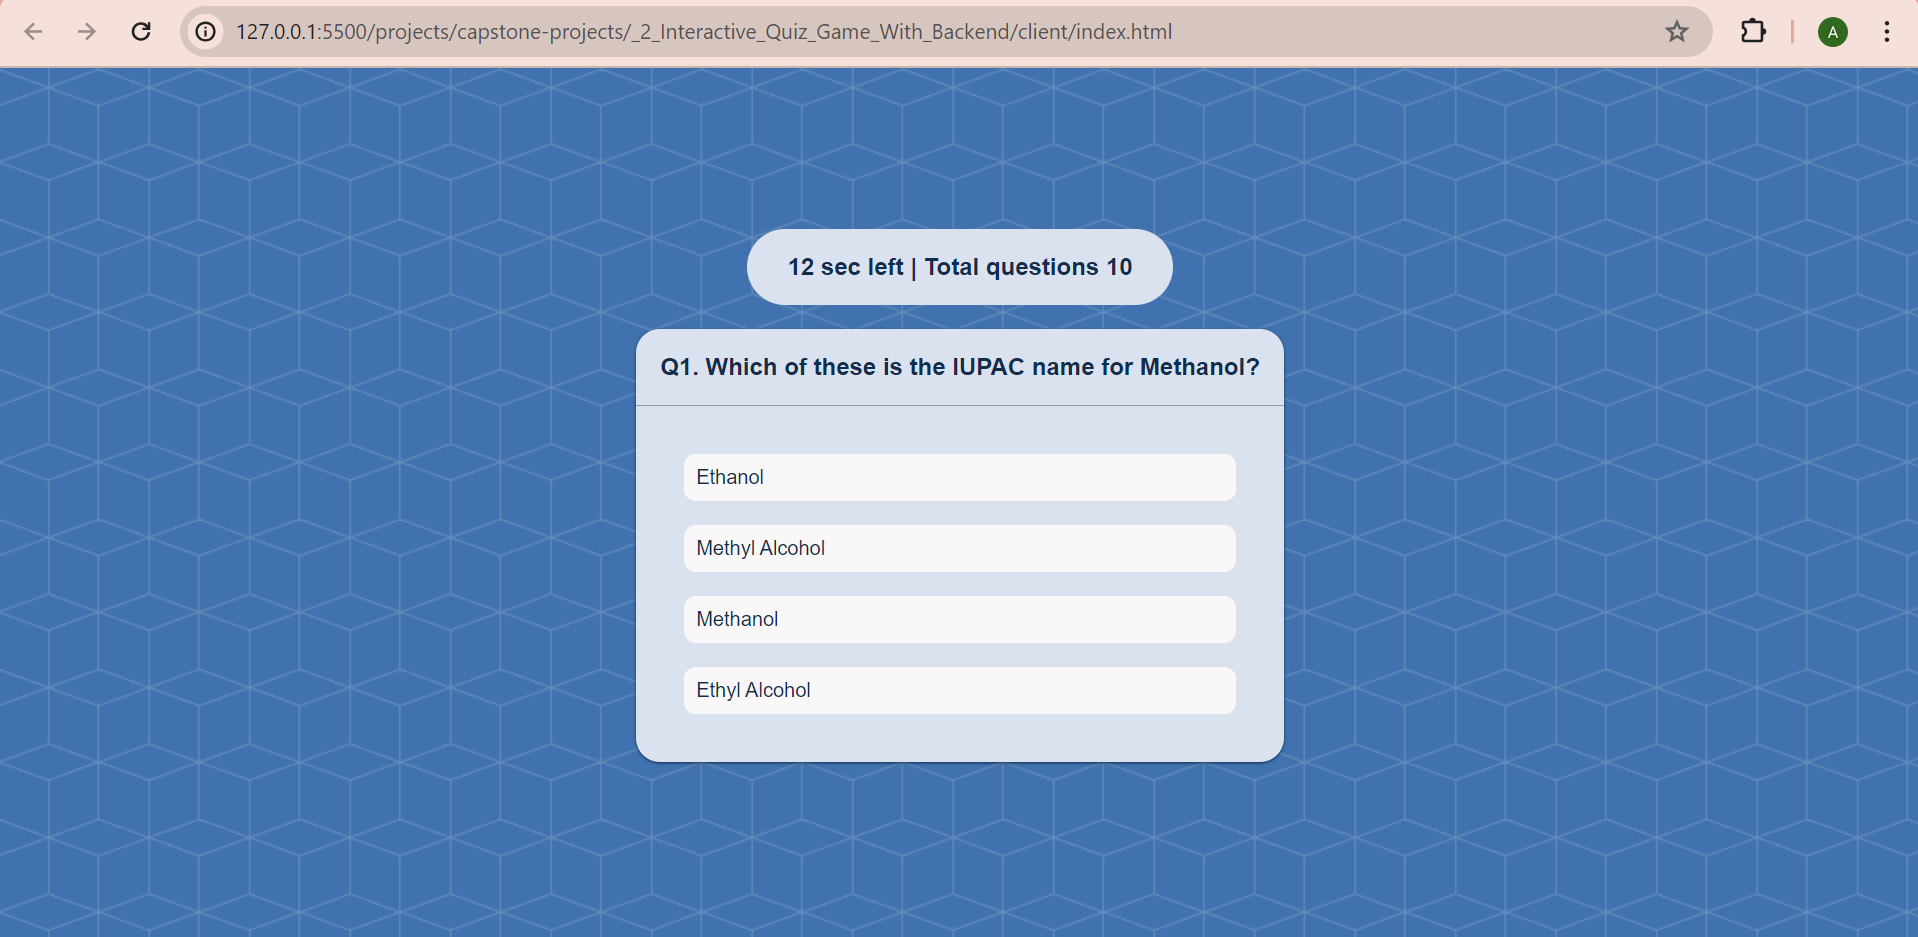 127.0.0.1:5500/projects/capstone-projects/_2_Interactive_Quiz_Game_With_Backend/client/index.html
A
12 sec left | Total questions 10
Q1. Which of these is the IUPAC name for Methanol?
Ethanol
Methyl Alcohol
Methanol
Ethyl Alcohol